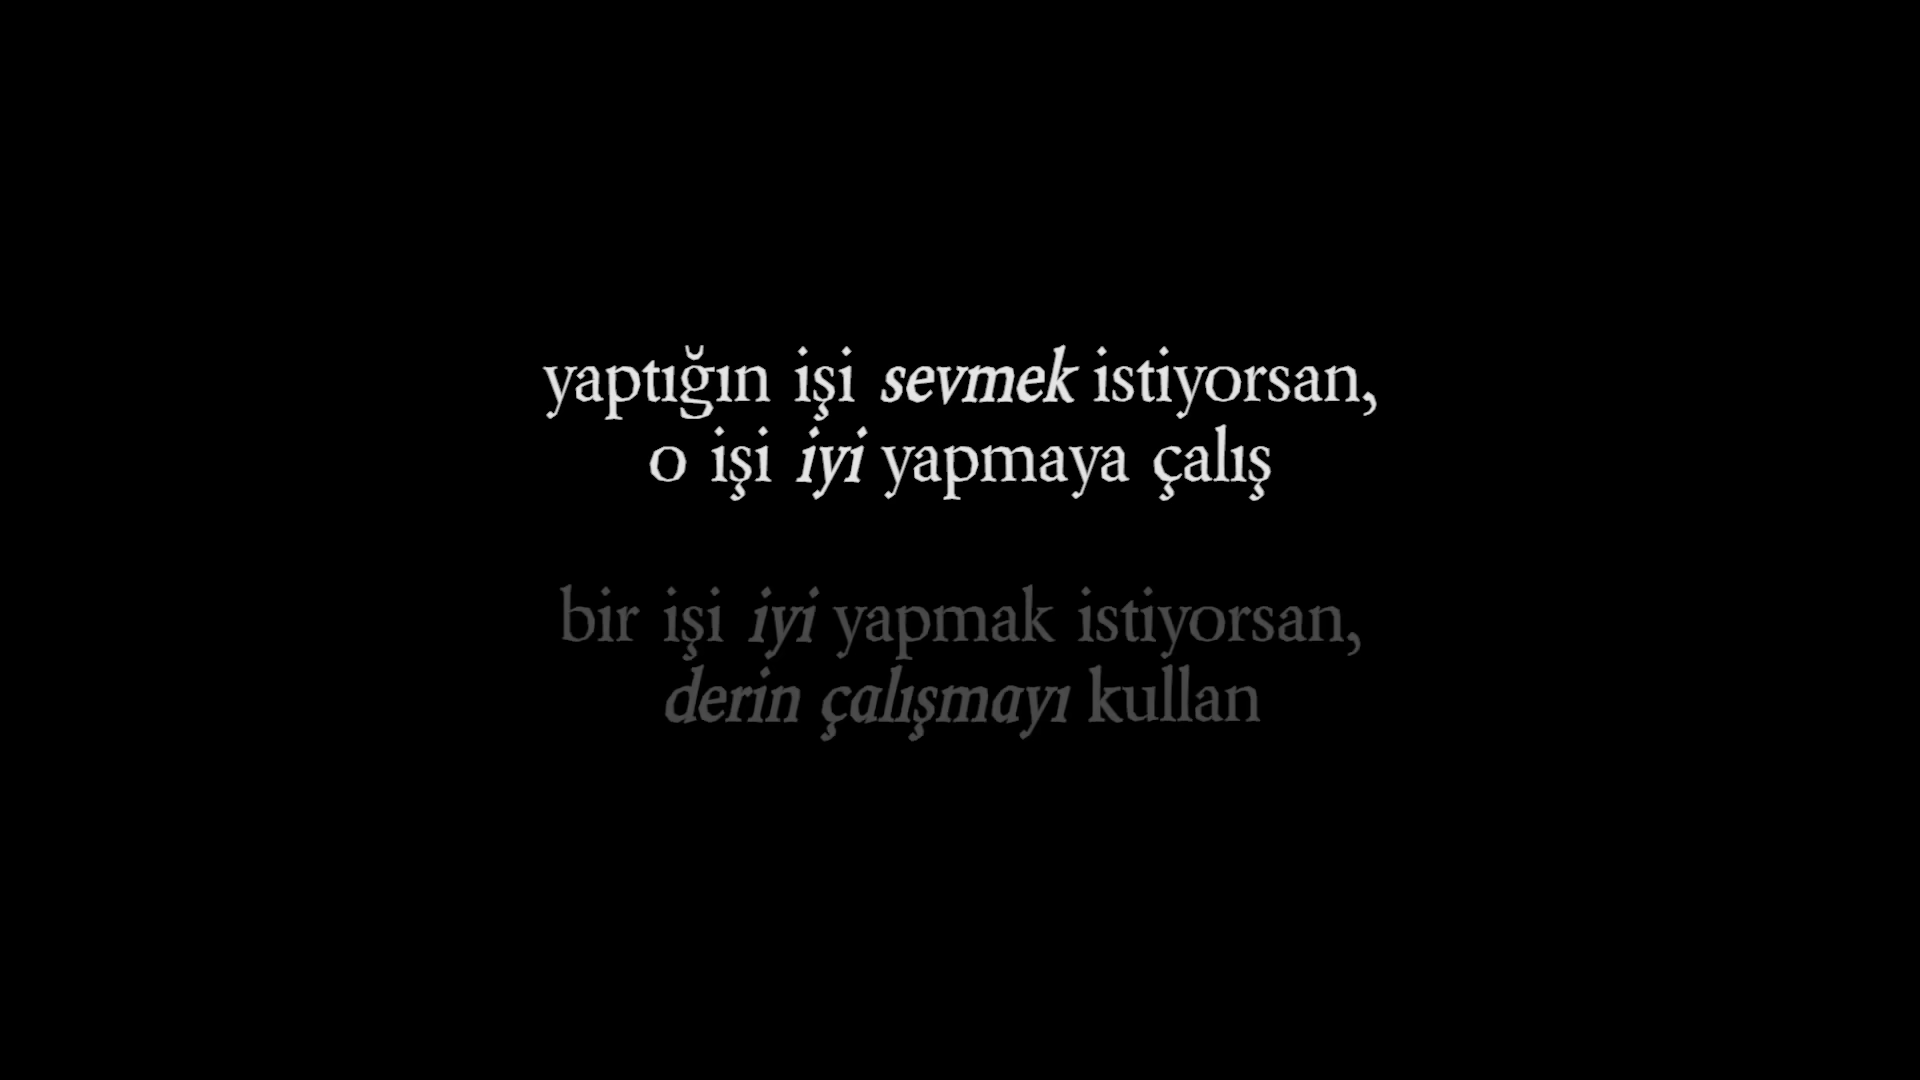 yaptığın işi sevmek istiyorsan,
o işi iyi yapmaya çalış
bir işi iyi yapmak istiyorsan,
derin çalışmayı kullan